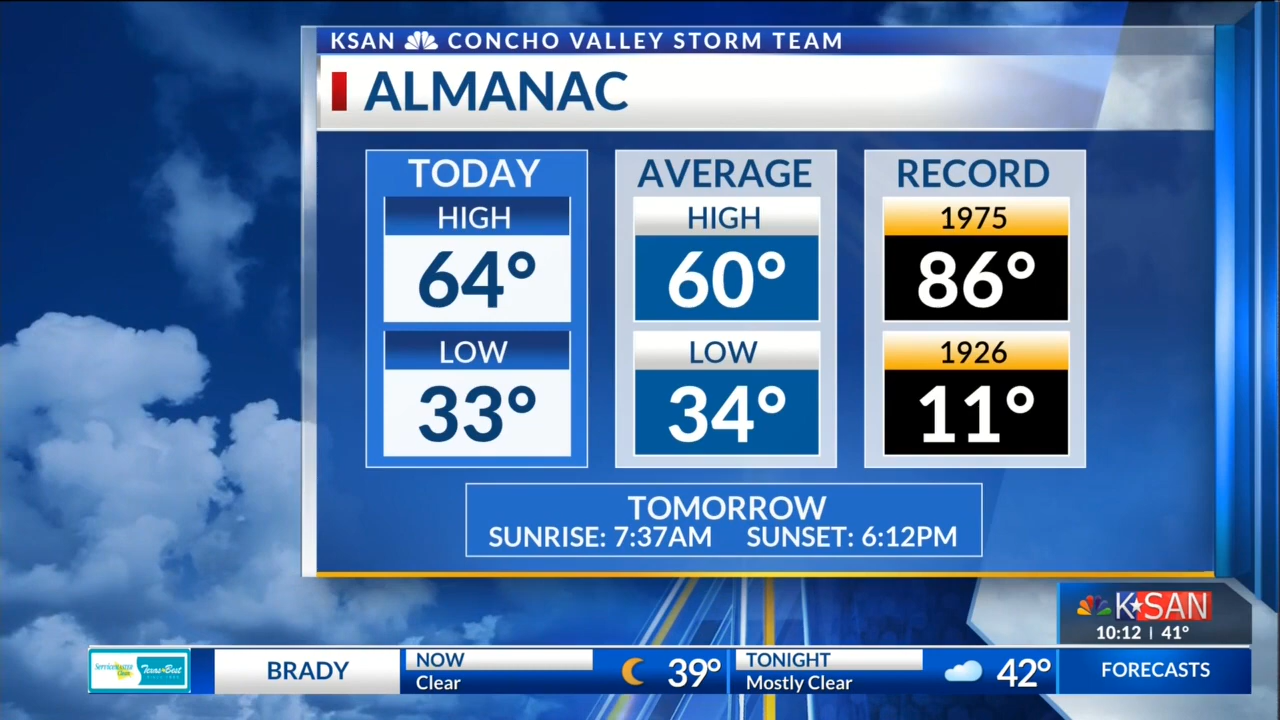 KSAN CONCHO VALLEY STORM TEAM
ALMANAC
TODAY
HIGH
64°
LOW
33°
AVERAGE
HIGH
60°
LOW
34°
RECORD
1975
86°
1926
11°
TOMORROW
SUNRISE: 7:37AM SUNSET: 6:12PM
K★SAN
10:12 | 41°
BRADY
NOW
Clear
39°
TONIGHT
Mostly Clear
42°
FORECASTS